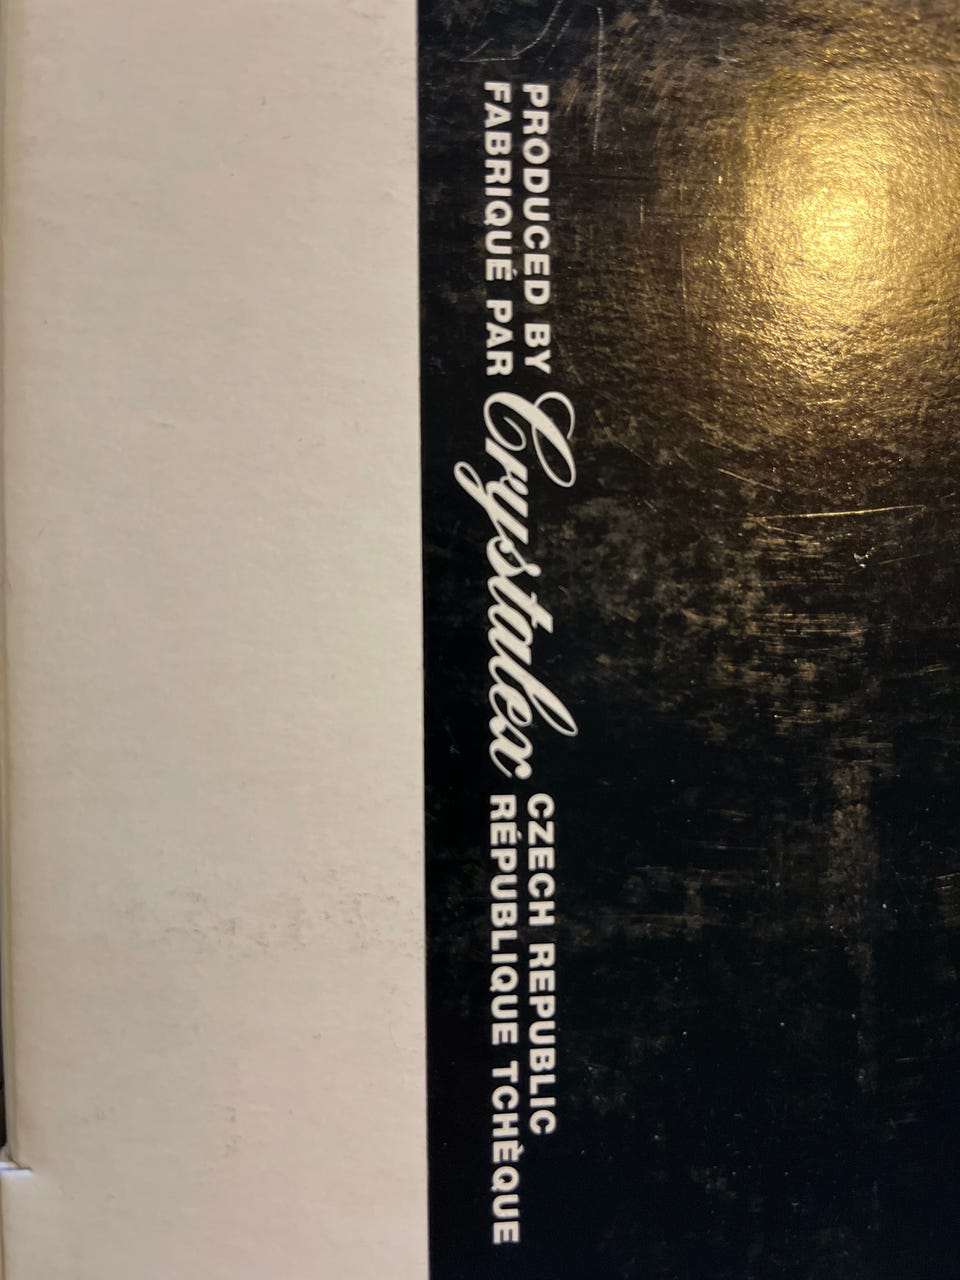 PRODUCED BY
FABRIQUÉ PAR
Crystalex
CZECH REPUBLIC
RÉPUBLIQUE TCHÈQUE